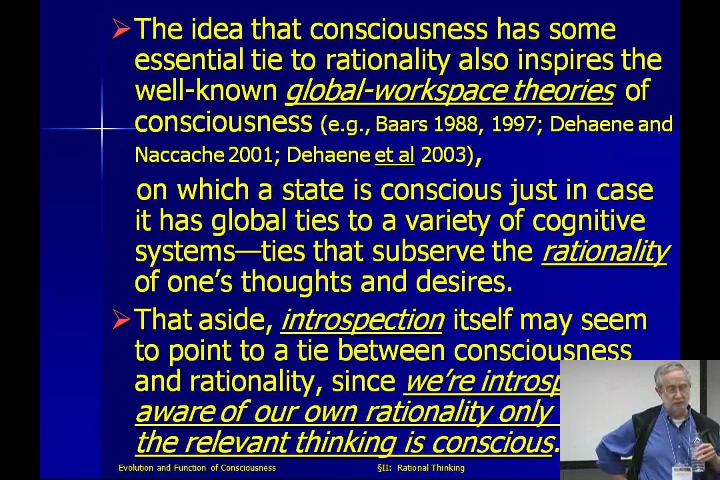 The idea that consciousness has some
essential tie to rationality also inspires the
well-known global-workspace theories of
consciousness (e.g., Baars 1988, 1997; Dehaene and
Naccache 2001; Dehaene et al 2003),
on which a state is conscious just in case
it has global ties to a variety of cognitive
systems—ties that subserve the rationality
of one's thoughts and desires.
That aside, introspection itself may seem
to point to a tie between consciousness
and rationality, since we're
aware of our own rationality only
the relevant thinking is conscious.
Evolution and Function of Consciousness §II: Rational Thinking